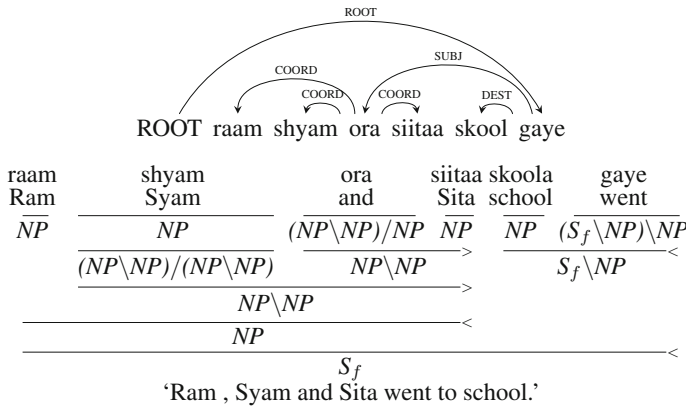 ROOT
COORD SUBJ
COORD COORD DEST
ROOT raam shyam ora siitaa skool gaye
raam shyam ora siitaa skoola gaye
Ram Syam and Sita school went
NP NP (NP\NP)/NP NP NP (S_f\NP)\NP
(NP\NP)/(NP\NP) NP\NP > S_f\NP <
NP\NP >
NP <
S_f <
‘Ram , Syam and Sita went to school.’